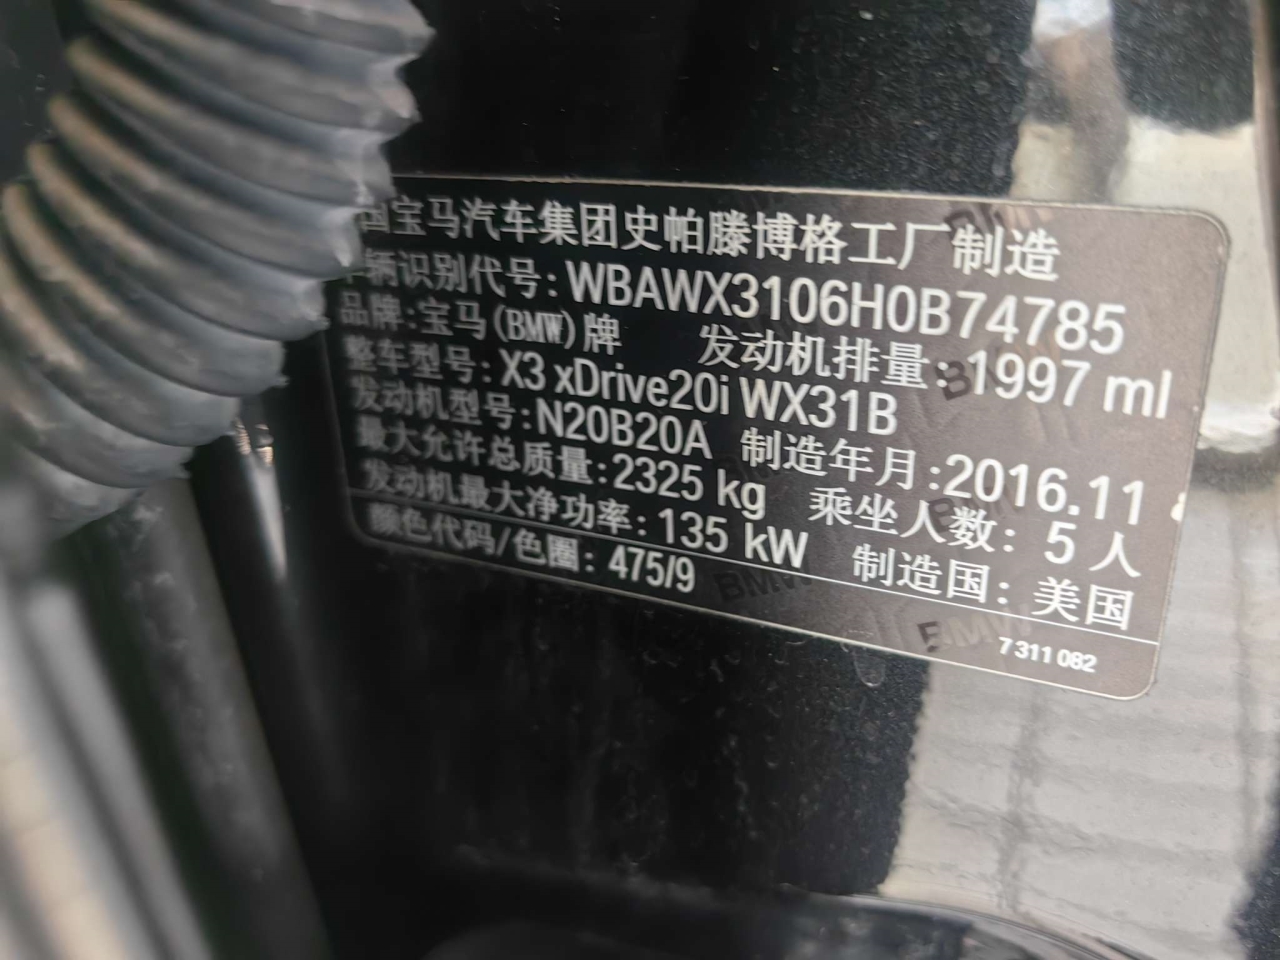 国宝马汽车集团史帕滕博格工厂制造
车辆识别代号：WBAWX3106H0B74785
品牌：宝马(BMW)牌 发动机排量：1997 ml
整车型号：X3 xDrive20i WX31B
发动机型号：N20B20A 制造年月：2016.11
最大允许总质量：2325 kg 乘坐人数：5 人
发动机最大净功率：135 kW 制造国：美国
颜色代码/色圈：475/9
7 311 082